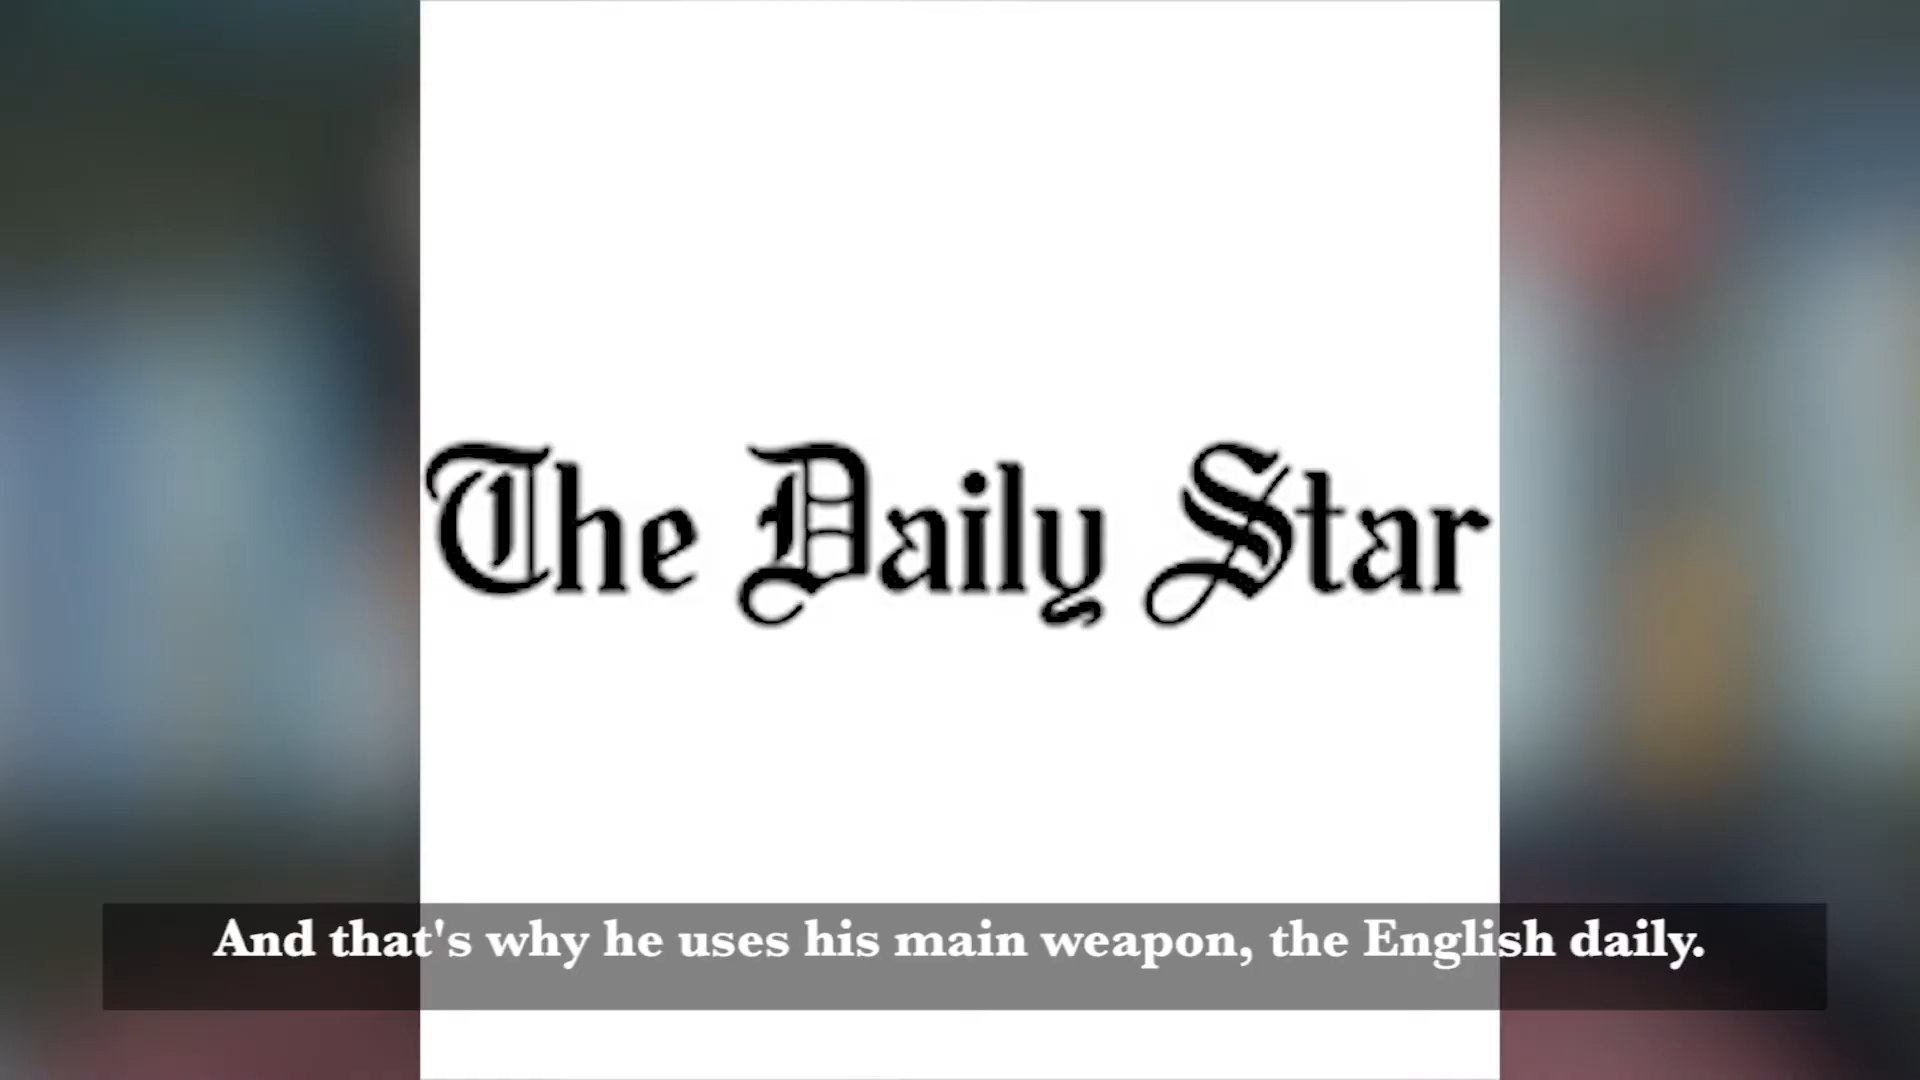 The Daily Star
And that's why he uses his main weapon, the English daily.